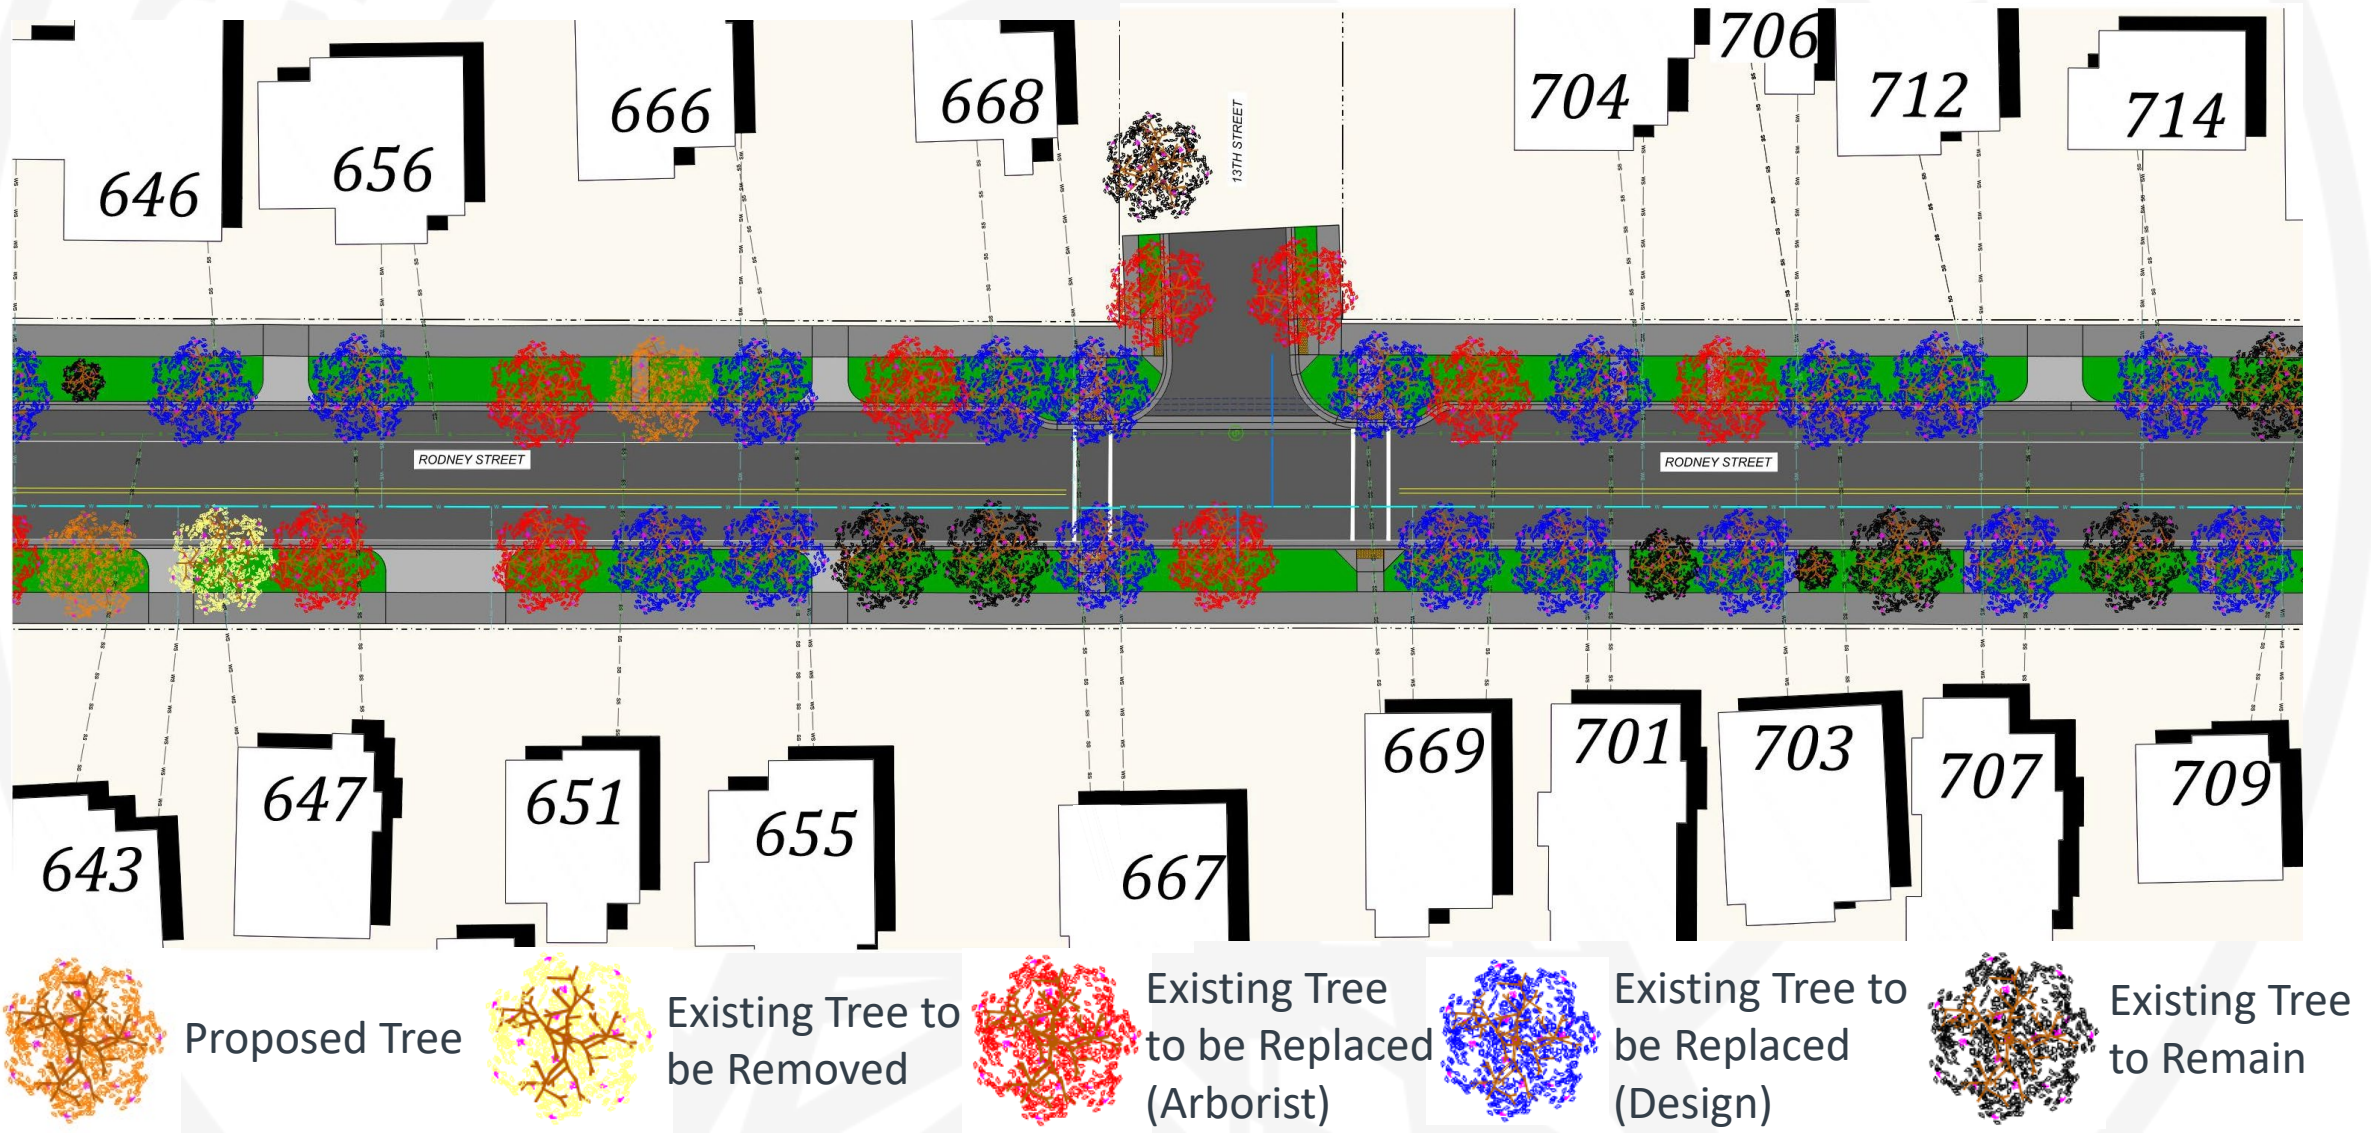 706
704
712
714
666
668
656
646
13TH STREET
RODNEY STREET
RODNEY STREET
647
651
655
643
667
669
701
703
707
709
Proposed Tree
Existing Tree to
be Removed
Existing Tree
to be Replaced
(Arborist)
Existing Tree to
be Replaced
(Design)
Existing Tree
to Remain